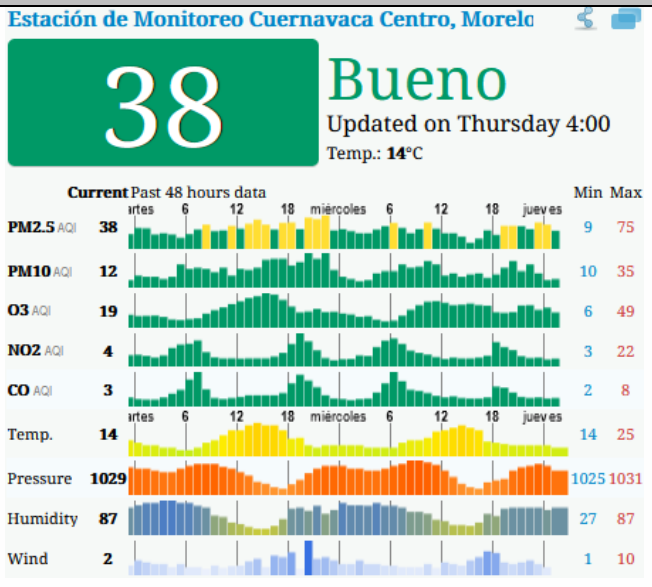 Estación de Monitoreo Cuernavaca Centro, Morelo
38
Bueno
Updated on Thursday 4:00
Temp.: 14°C
Current Past 48 hours data Min Max
artes 6 12 18 miércoles 6 12 18 jueves
PM2.5 AQI 38 9 75
PM10 AQI 12 10 35
O3 AQI 19 6 49
NO2 AQI 4 3 22
CO AQI 3 2 8
artes 6 12 18 miércoles 6 12 18 jueves
Temp. 14 14 25
Pressure 1029 1025 1031
Humidity 87 27 87
Wind 2 1 10